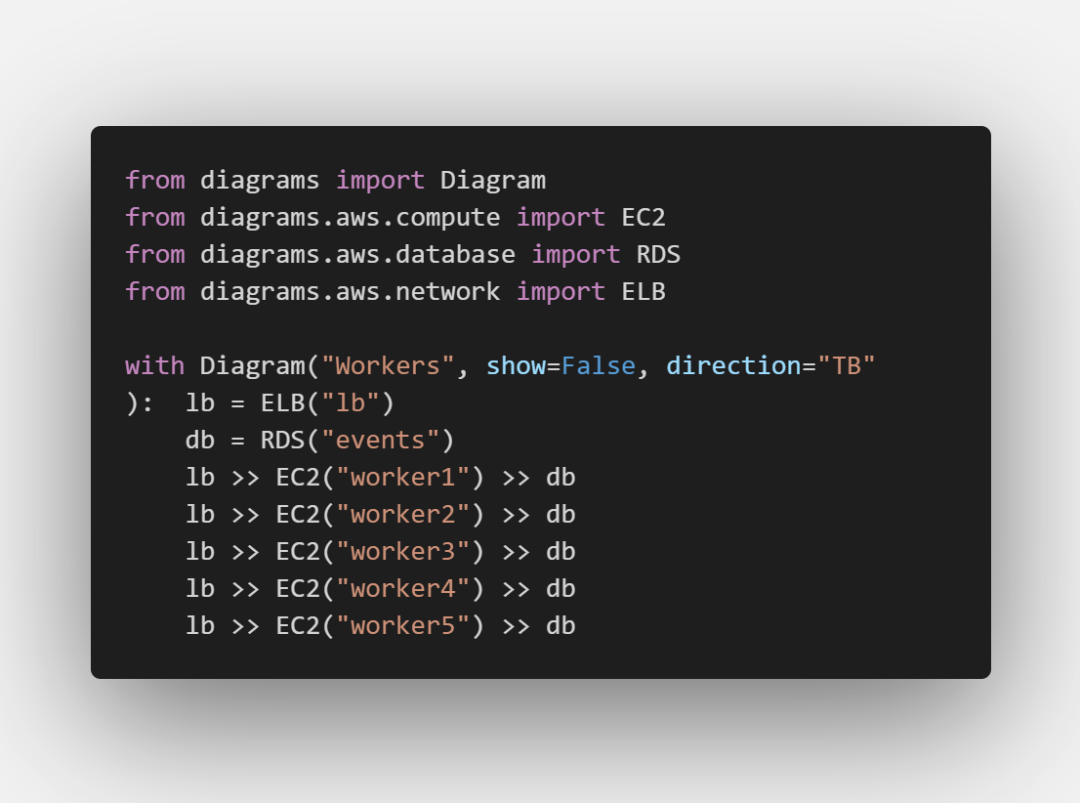 from diagrams import Diagram
from diagrams.aws.compute import EC2
from diagrams.aws.database import RDS
from diagrams.aws.network import ELB

with Diagram("Workers", show=False, direction="TB"
):  lb = ELB("lb")
    db = RDS("events")
    lb >> EC2("worker1") >> db
    lb >> EC2("worker2") >> db
    lb >> EC2("worker3") >> db
    lb >> EC2("worker4") >> db
    lb >> EC2("worker5") >> db